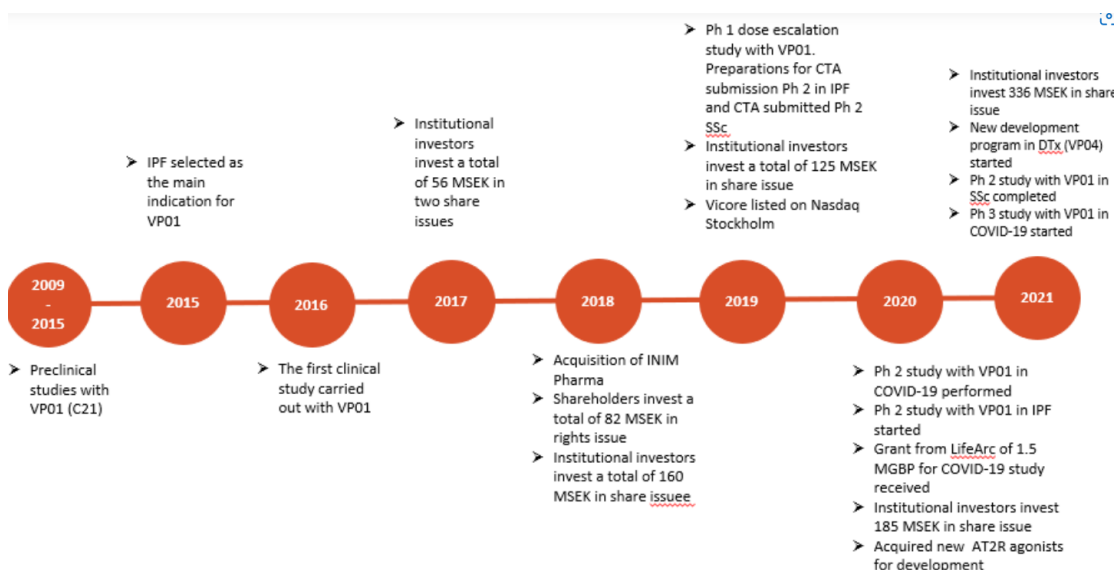 ➤ Ph 1 dose escalation
study with VP01.
Preparations for CTA
submission Ph 2 in IPF
and CTA submitted Ph 2
SSc
➤ Institutional investors
invest a total of 125 MSEK
in share issue
➤ Vicore listed on Nasdaq
Stockholm
➤ Institutional investors
invest 336 MSEK in share
issue
➤ New development
program in DTx (VP04)
started
➤ Ph 2 study with VP01 in
SSc completed
➤ Ph 3 study with VP01 in
COVID-19 started
➤ Institutional
investors
invest a total
of 56 MSEK in
two share
issues
➤ IPF selected as
the main
indication for
VP01
2009
-
2015
2015
2016
2017
2018
2019
2020
2021
➤ Preclinical
studies with
VP01 (C21)
➤ The first clinical
study carried
out with VP01
➤ Acquisition of INIM
Pharma
➤ Shareholders invest a
total of 82 MSEK in
rights issue
➤ Institutional investors
invest a total of 160
MSEK in share issuee
➤ Ph 2 study with VP01 in
COVID-19 performed
➤ Ph 2 study with VP01 in IPF
started
➤ Grant from LifeArc of 1.5
MGBP for COVID-19 study
received
➤ Institutional investors invest
185 MSEK in share issue
➤ Acquired new  AT2R agonists
for development